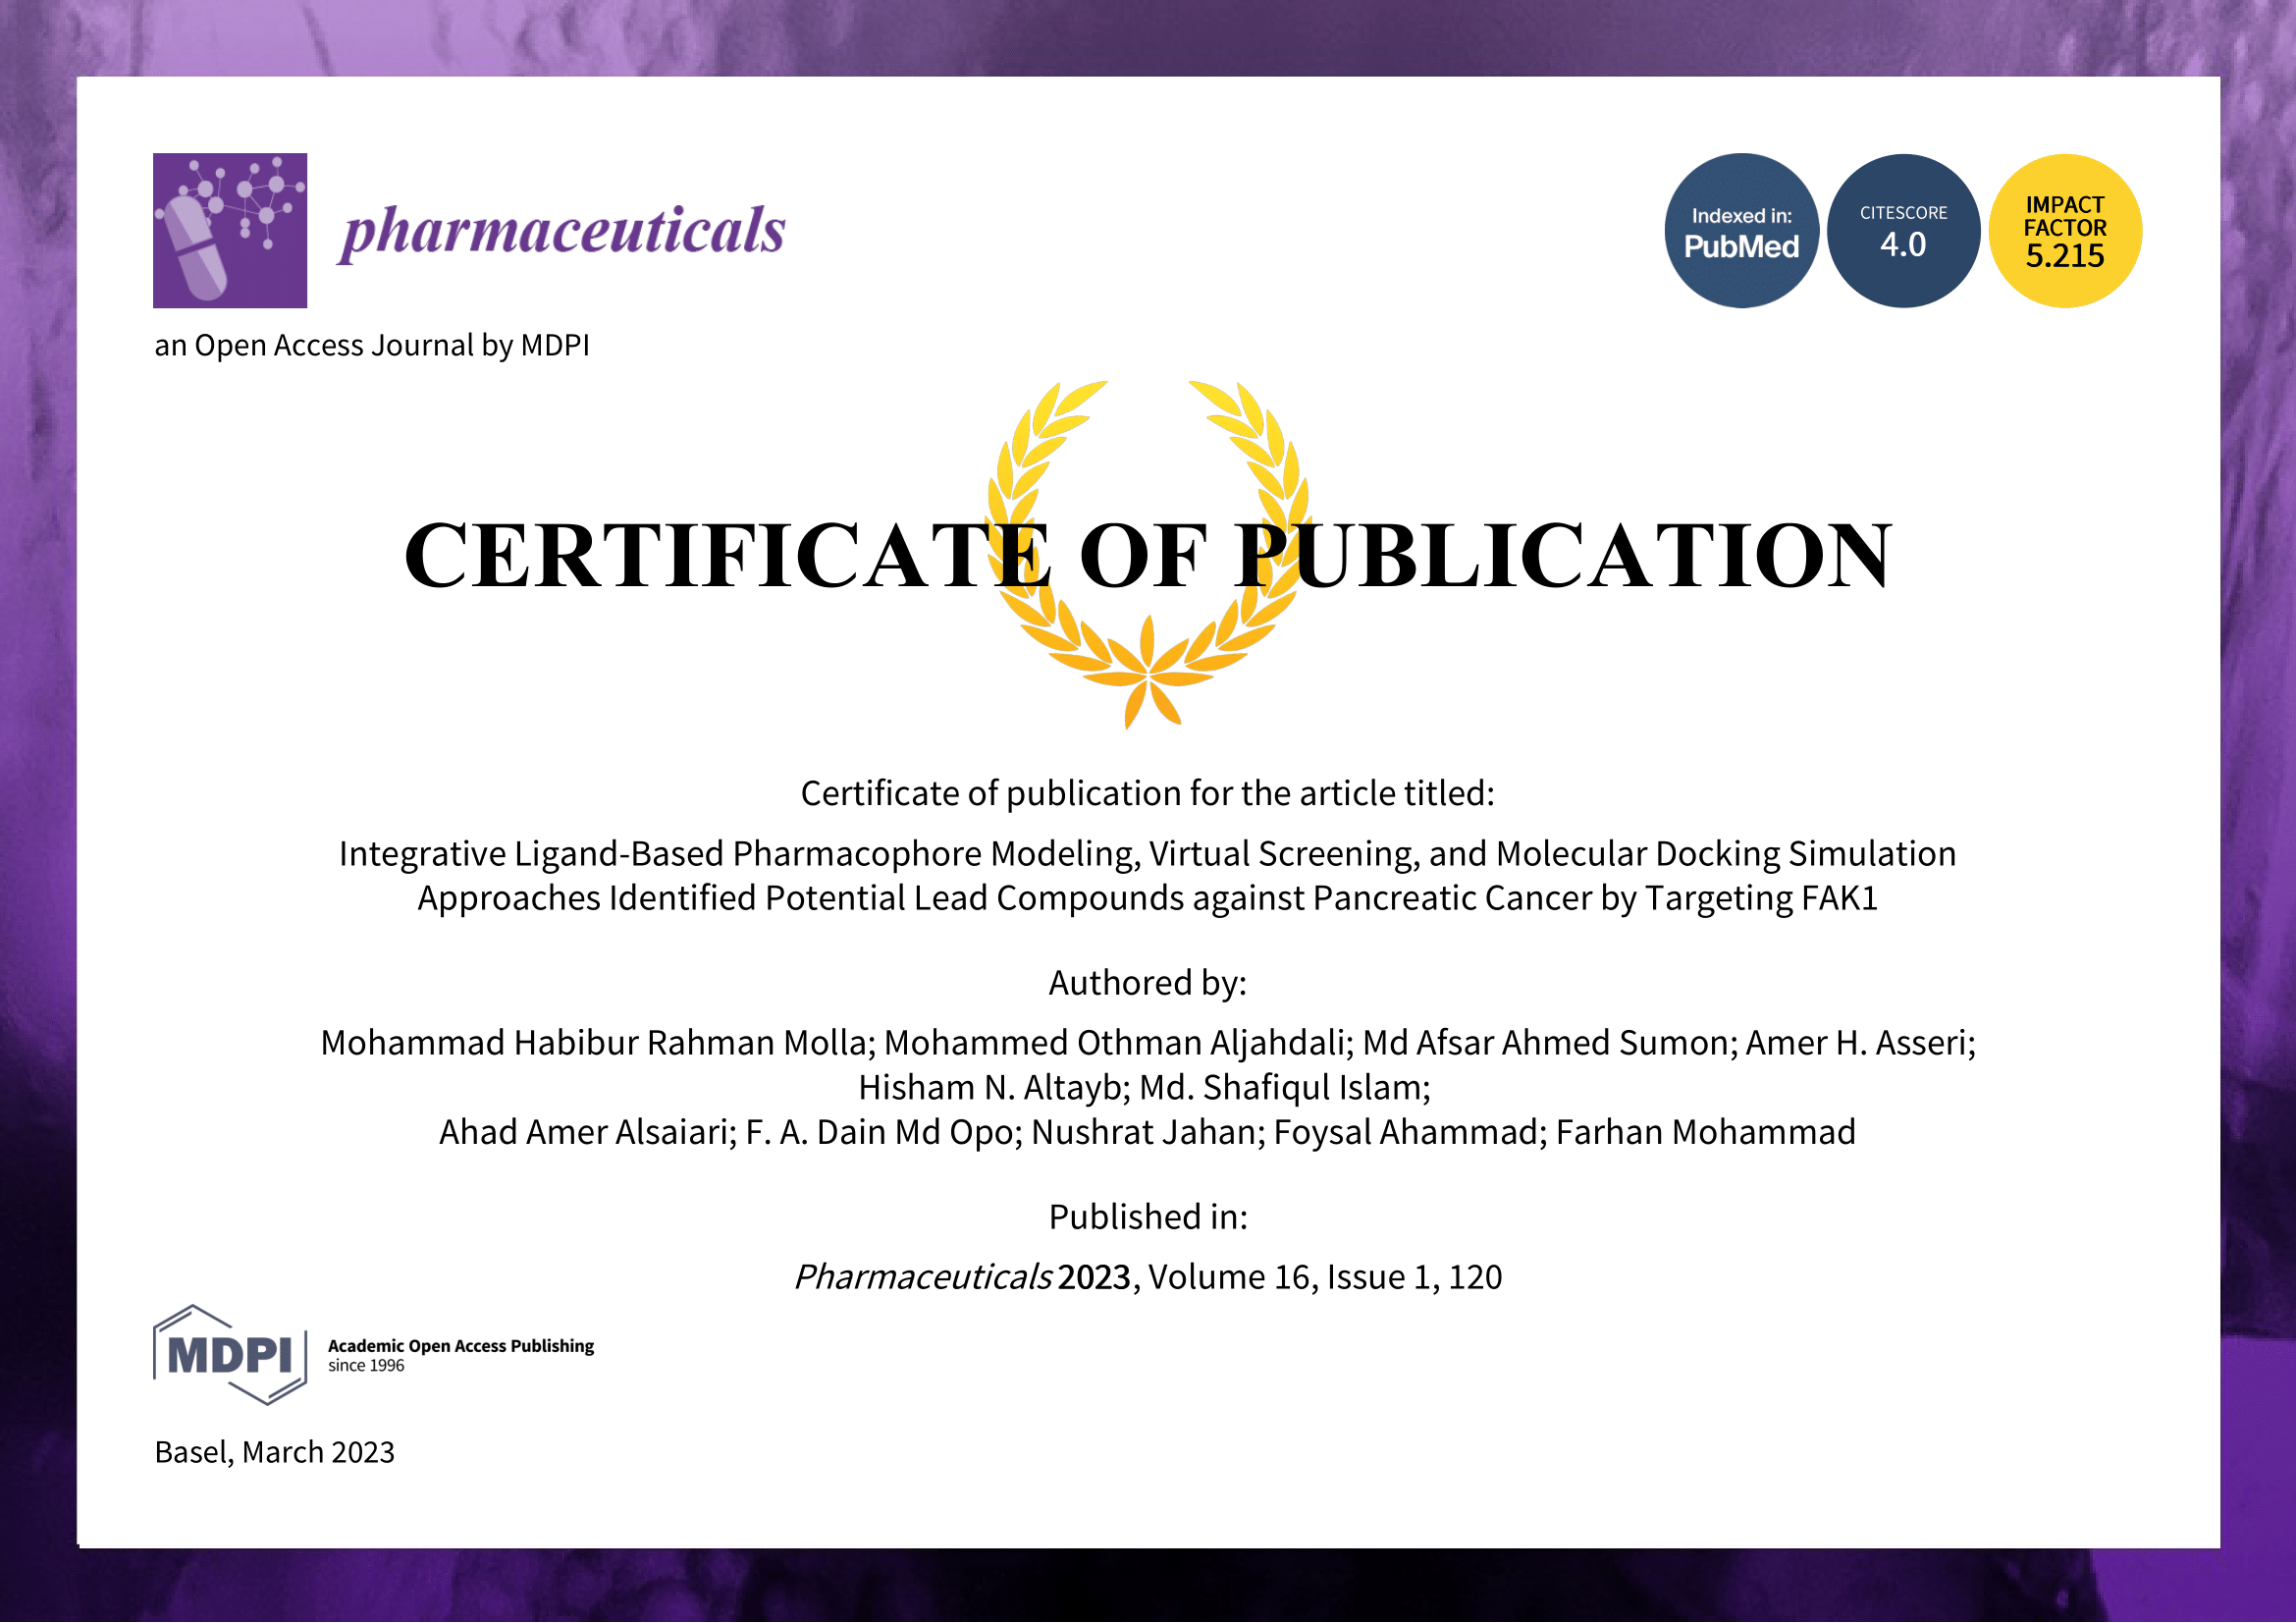 pharmaceuticals
Indexed in:
PubMed
CITESCORE
4.0
IMPACT
FACTOR
5.215
an Open Access Journal by MDPI
CERTIFICATE OF PUBLICATION
Certificate of publication for the article titled:
Integrative Ligand-Based Pharmacophore Modeling, Virtual Screening, and Molecular Docking Simulation
Approaches Identified Potential Lead Compounds against Pancreatic Cancer by Targeting FAK1
Authored by:
Mohammad Habibur Rahman Molla; Mohammed Othman Aljahdali; Md Afsar Ahmed Sumon; Amer H. Asseri;
Hisham N. Altayb; Md. Shafiqul Islam;
Ahad Amer Alsaiari; F. A. Dain Md Opo; Nushrat Jahan; Foysal Ahammad; Farhan Mohammad
Published in:
Pharmaceuticals 2023, Volume 16, Issue 1, 120
MDPI
Academic Open Access Publishing
since 1996
Basel, March 2023